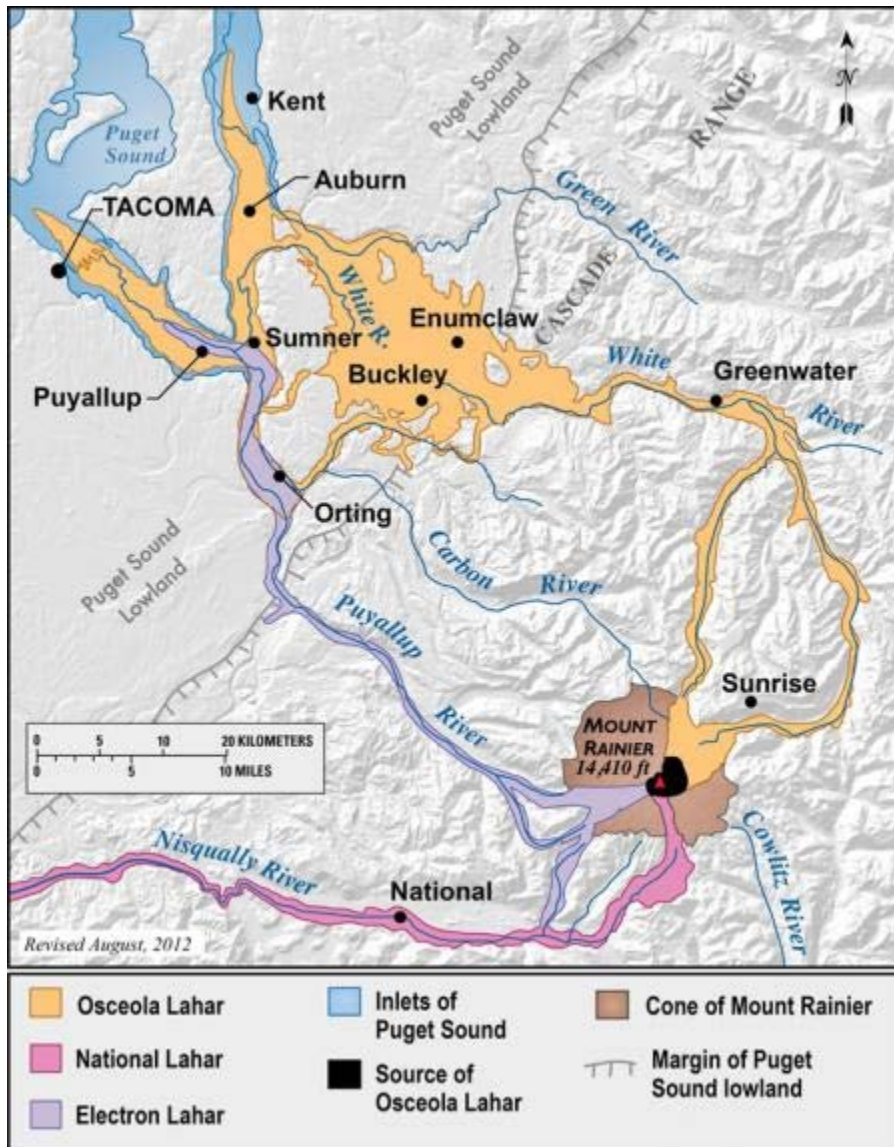 Kent
Puget
Sound
Puget Sound
Lowland
RANGE
N
Auburn
TACOMA
Green River
White R.
CASCADE
Enumclaw
Sumner
White
Greenwater
Buckley
Puyallup
River
Orting
Puget Sound
Lowland
Carbon
River
Puyallup
River
Sunrise
MOUNT
RAINIER
14,410 ft
0 5 10 20 KILOMETERS
0 5 10 MILES
Nisqually River
National
Cowlitz River
Revised August, 2012
Osceola Lahar
National Lahar
Electron Lahar
Inlets of
Puget Sound
Source of
Osceola Lahar
Cone of Mount Rainier
Margin of Puget
Sound lowland